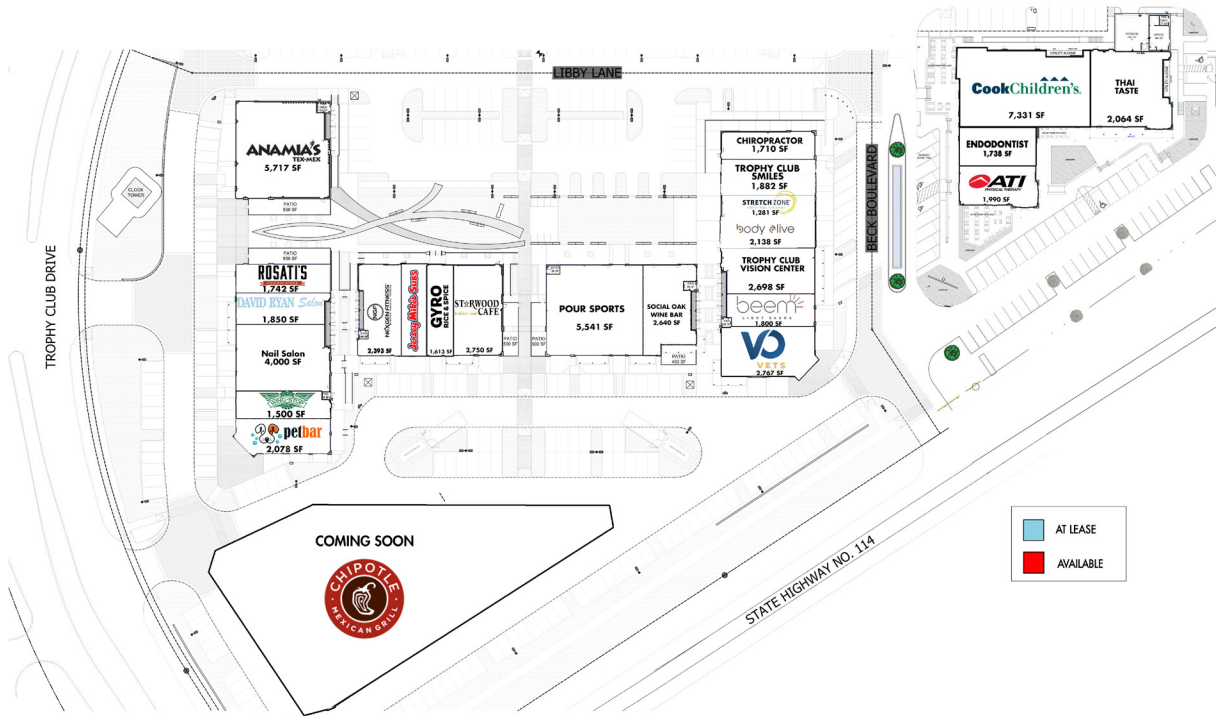 LIBBY LANE
TROPHY CLUB DRIVE
BECK BOULEVARD
STATE HIGHWAY NO. 114
CLOCK
TOWER
ANAMIA'S
TEX-MEX
5,717 SF
PATIO
PATIO
ROSATI'S
1,742 SF
DAVID RYAN Salon
1,850 SF
Nail Salon
4,000 SF
1,500 SF
petbar
2,078 SF
NGF
NEXGEN FITNESS
2,393 SF
Jersey Mike's Subs
GYRO
RICE & SPICE
1,613 SF
STARWOOD
CAFE
2,750 SF
PATIO
PATIO
POUR SPORTS
5,541 SF
SOCIAL OAK
WINE BAR
2,640 SF
PATIO
450 SF
CHIROPRACTOR
1,710 SF
TROPHY CLUB
SMILES
1,882 SF
STRETCH ZONE
1,281 SF
body alive
2,138 SF
TROPHY CLUB
VISION CENTER
2,698 SF
beem
LIGHT SAUNA
1,800 SF
VO
VETS
2,767 SF
CookChildren's.
7,331 SF
THAI
TASTE
2,064 SF
ENDODONTIST
1,738 SF
ATI
PHYSICAL THERAPY
1,990 SF
COMING SOON
CHIPOTLE
MEXICAN GRILL
AT LEASE
AVAILABLE